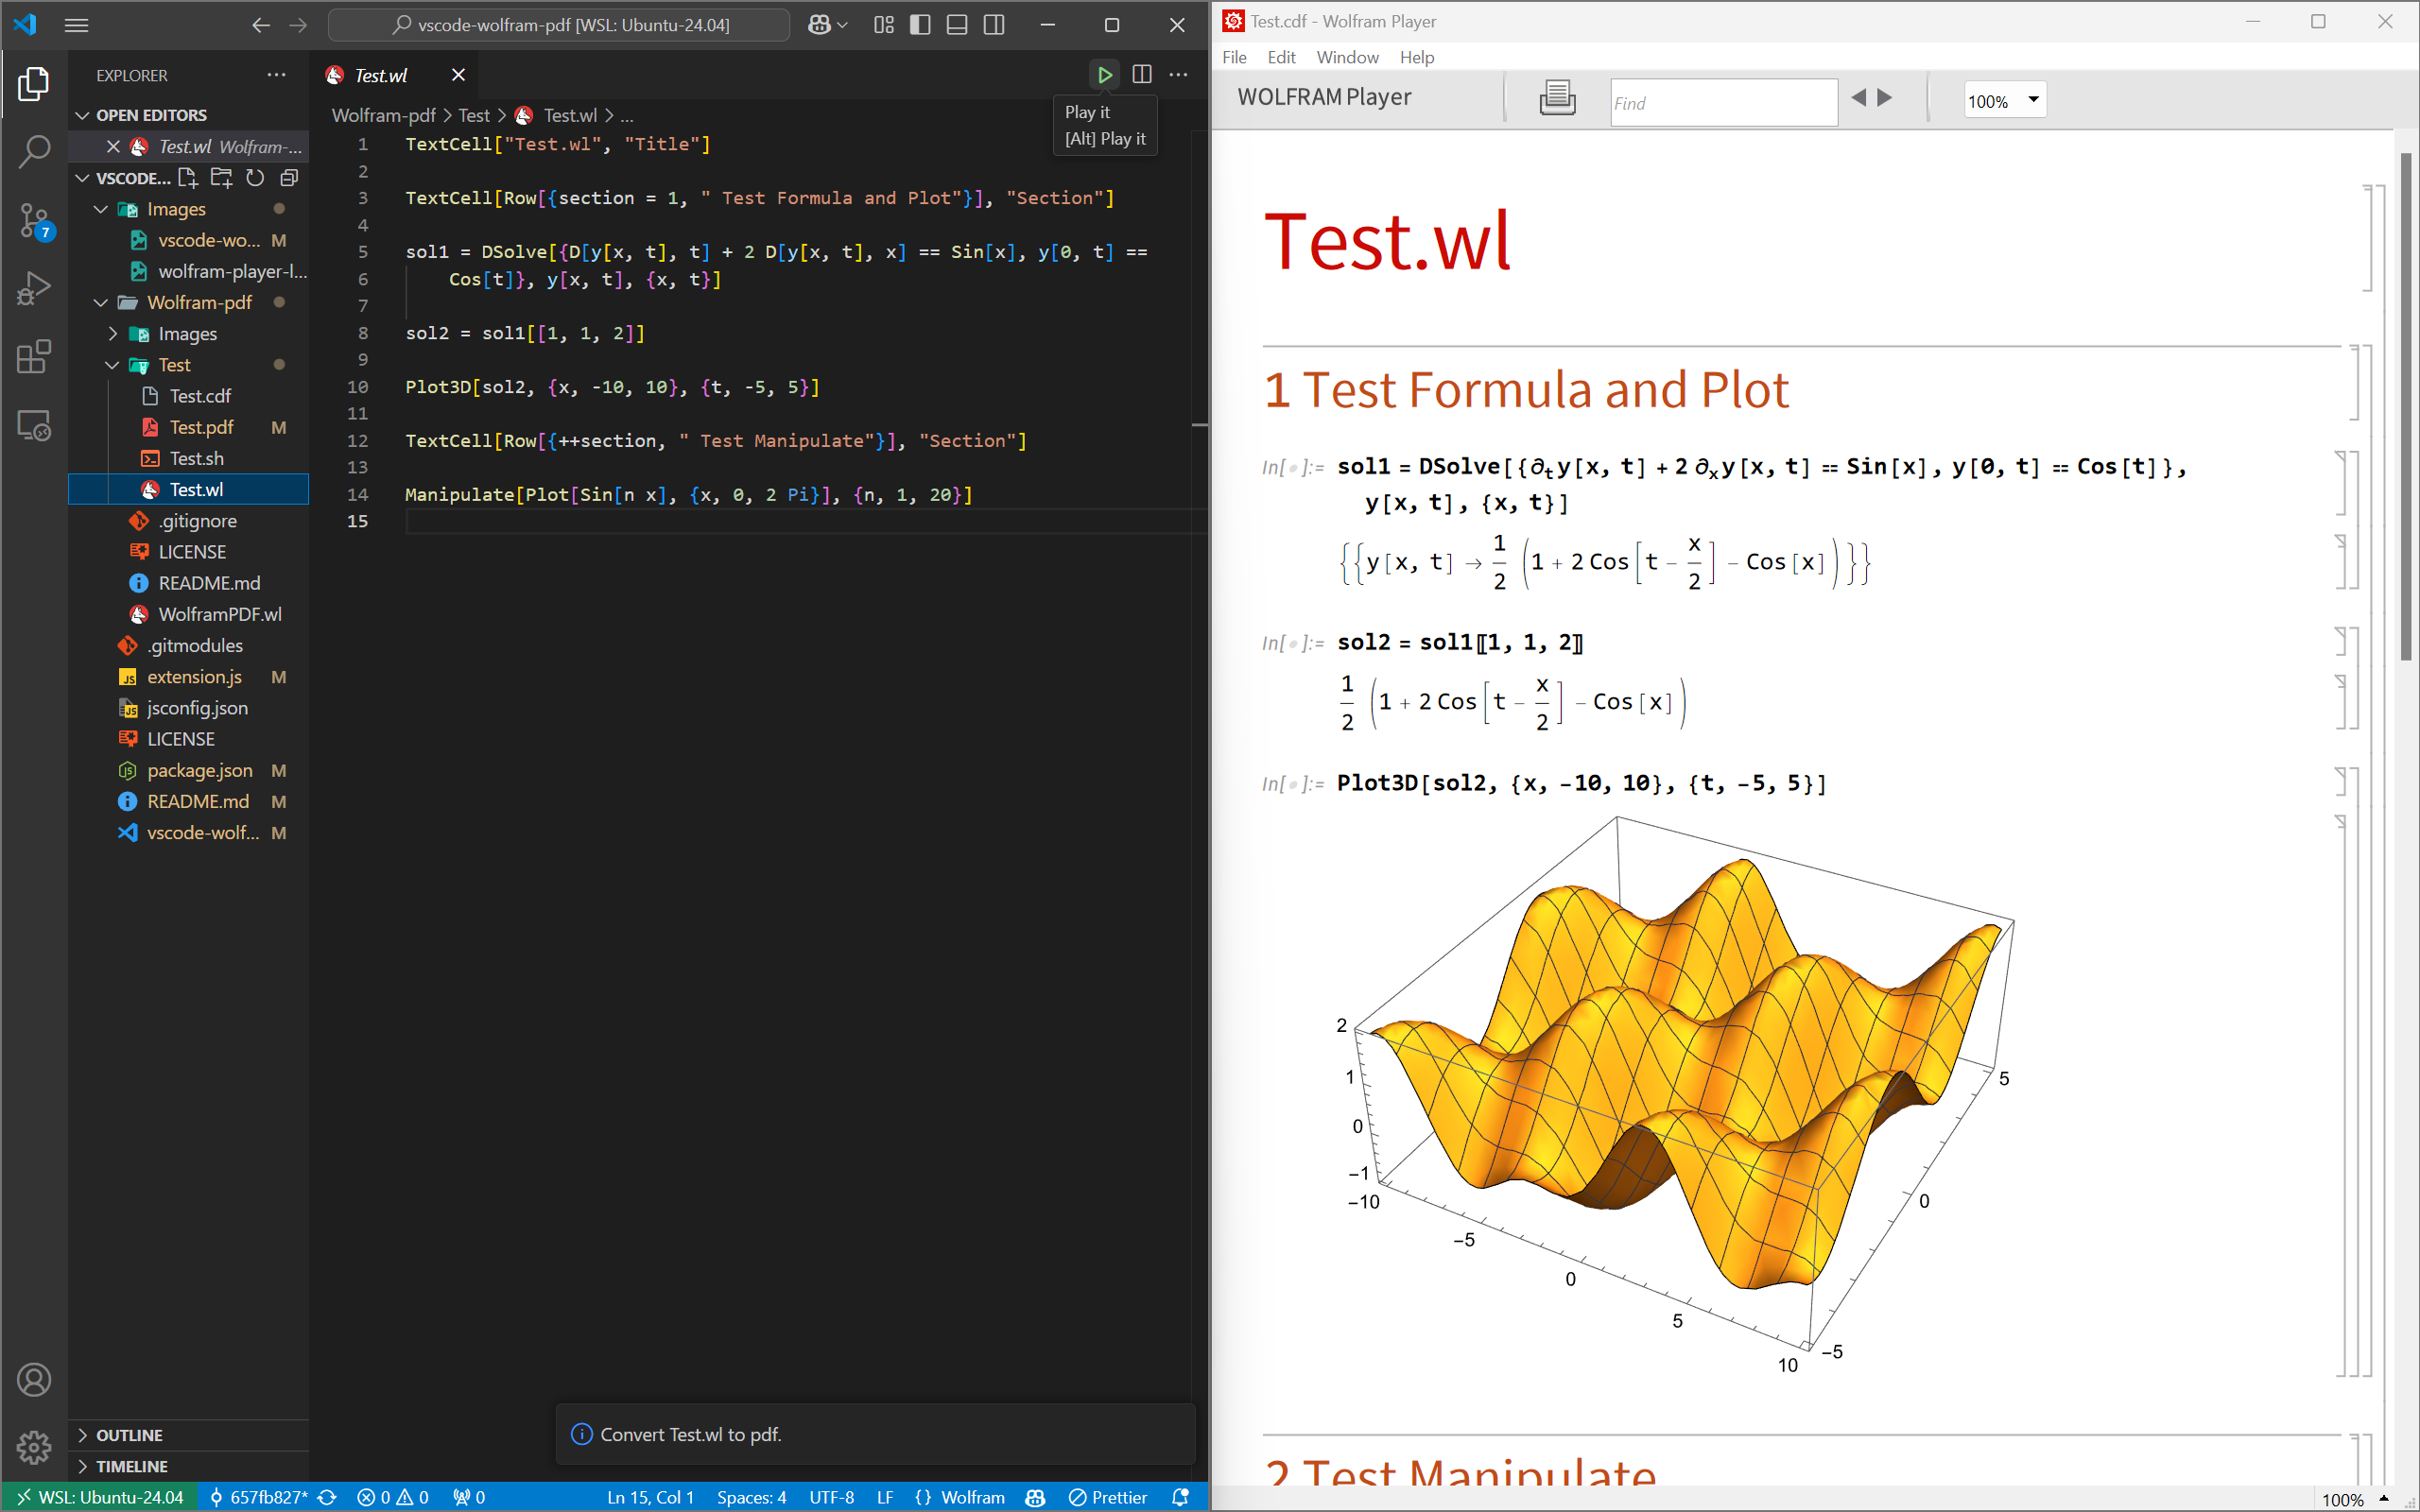 vscode-wolfram-pdf [WSL: Ubuntu-24.04]
EXPLORER
OPEN EDITORS
Test.wl Wolfram-...
VSCODE...
Images
vscode-wo... M
wolfram-player-l...
Wolfram-pdf
Images
Test
Test.cdf
Test.pdf M
Test.sh
Test.wl
.gitignore
LICENSE
README.md
WolframPDF.wl
.gitmodules
extension.js M
jsconfig.json
LICENSE
package.json M
README.md M
vscode-wolf... M
OUTLINE
TIMELINE
7
Test.wl
Wolfram-pdf > Test > Test.wl > ...
Play it
[Alt] Play it
1 TextCell["Test.wl", "Title"]
2
3 TextCell[Row[{section = 1, " Test Formula and Plot"}], "Section"]
4
5 sol1 = DSolve[{D[y[x, t], t] + 2 D[y[x, t], x] == Sin[x], y[0, t] ==
6 Cos[t]}, y[x, t], {x, t}]
7
8 sol2 = sol1[[1, 1, 2]]
9
10 Plot3D[sol2, {x, -10, 10}, {t, -5, 5}]
11
12 TextCell[Row[{++section, " Test Manipulate"}], "Section"]
13
14 Manipulate[Plot[Sin[n x], {x, 0, 2 Pi}], {n, 1, 20}]
15
Convert Test.wl to pdf.
WSL: Ubuntu-24.04 657fb827* 0 0 0 Ln 15, Col 1 Spaces: 4 UTF-8 LF {} Wolfram Prettier
Test.cdf - Wolfram Player
File Edit Window Help
WOLFRAM Player Find 100%
Test.wl
1 Test Formula and Plot
In[•]:= sol1 = DSolve[{∂ₜy[x, t] + 2 ∂ₓy[x, t] == Sin[x], y[0, t] == Cos[t]},
y[x, t], {x, t}]
{{y[x, t] → 1/2 (1 + 2 Cos[t - x/2] - Cos[x])}}
In[•]:= sol2 = sol1〚1, 1, 2〛
1/2 (1 + 2 Cos[t - x/2] - Cos[x])
In[•]:= Plot3D[sol2, {x, -10, 10}, {t, -5, 5}]
2
1
0
-1
-10
-5
0
5
10
-5
0
5
2 Test Manipulate
100%